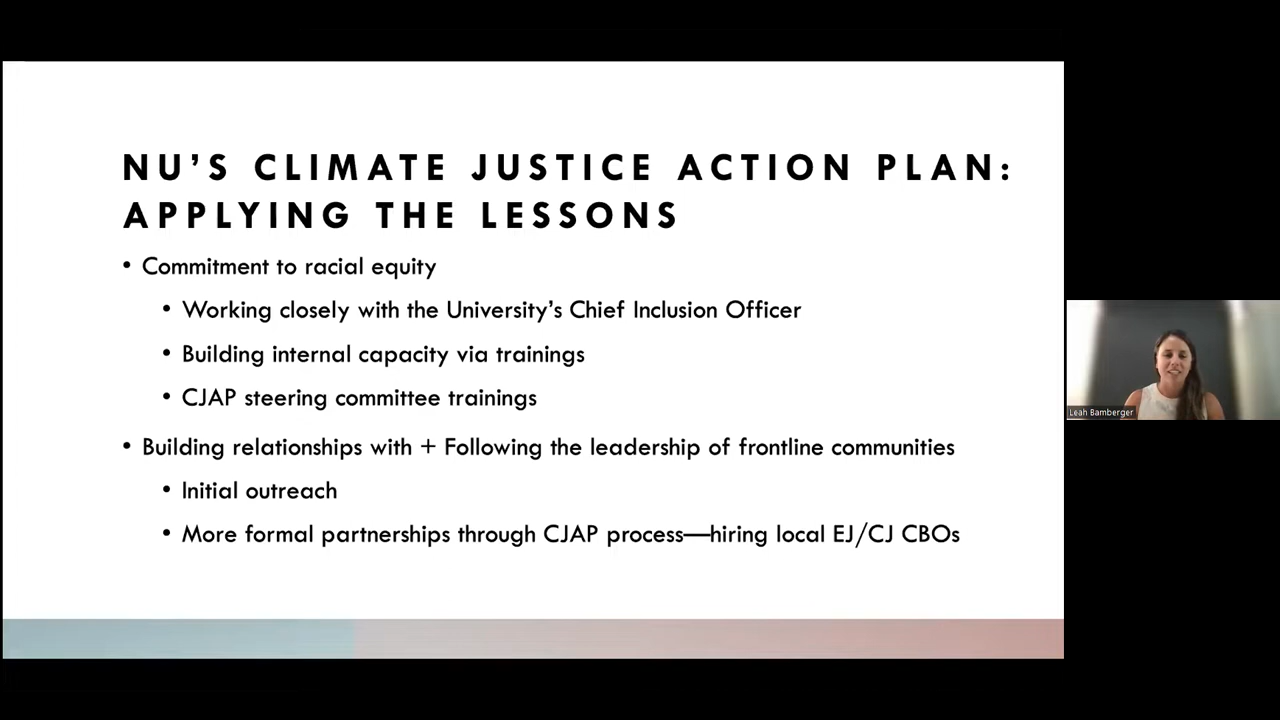 NU'S CLIMATE JUSTICE ACTION PLAN:
APPLYING THE LESSONS
• Commitment to racial equity
• Working closely with the University's Chief Inclusion Officer
• Building internal capacity via trainings
• CJAP steering committee trainings
• Building relationships with + Following the leadership of frontline communities
• Initial outreach
• More formal partnerships through CJAP process—hiring local EJ/CJ CBOs
Leah Bamberger